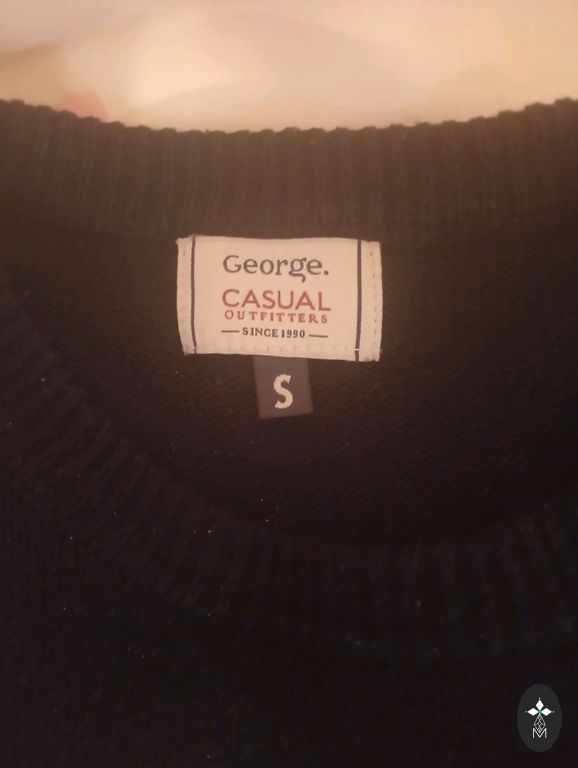 George.
CASUAL
OUTFITTERS
SINCE 1990
S
M